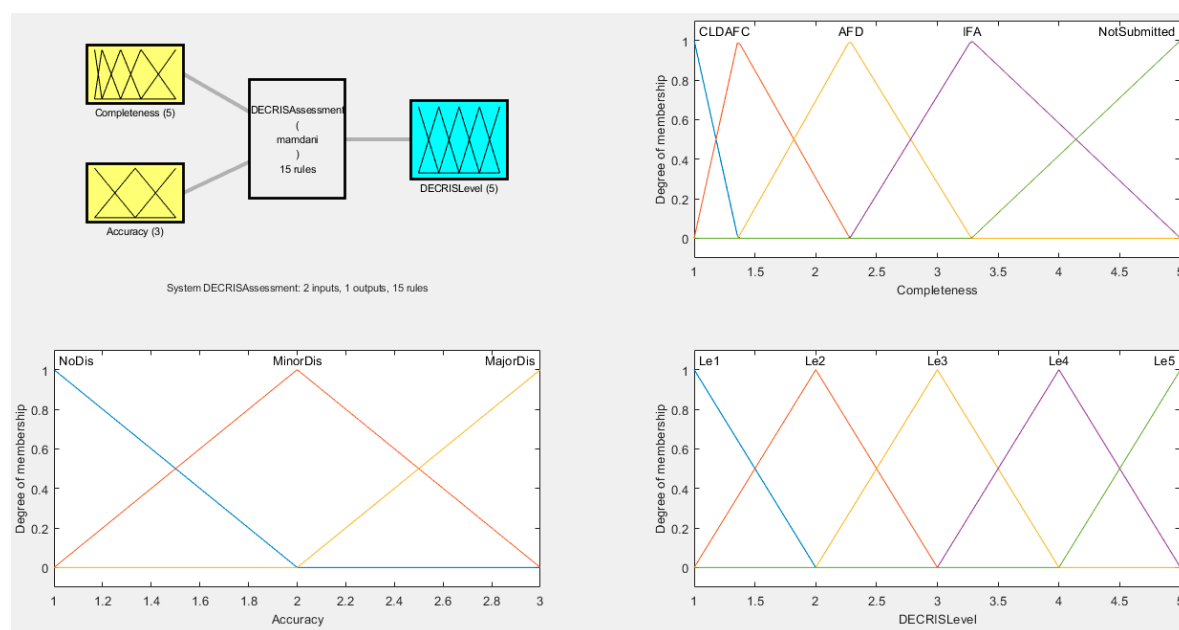 Completeness (5)
Accuracy (3)
DECRISAssessment
(
mamdani
)
15 rules
DECRISLevel (5)
System DECRISAssessment: 2 inputs, 1 outputs, 15 rules
CLDAFC AFD IFA NotSubmitted
Degree of membership
1
0.8
0.6
0.4
0.2
0
1 1.5 2 2.5 3 3.5 4 4.5 5
Completeness
NoDis MinorDis MajorDis
Degree of membership
1
0.8
0.6
0.4
0.2
0
1 1.2 1.4 1.6 1.8 2 2.2 2.4 2.6 2.8 3
Accuracy
Le1 Le2 Le3 Le4 Le5
Degree of membership
1
0.8
0.6
0.4
0.2
0
1 1.5 2 2.5 3 3.5 4 4.5 5
DECRISLevel